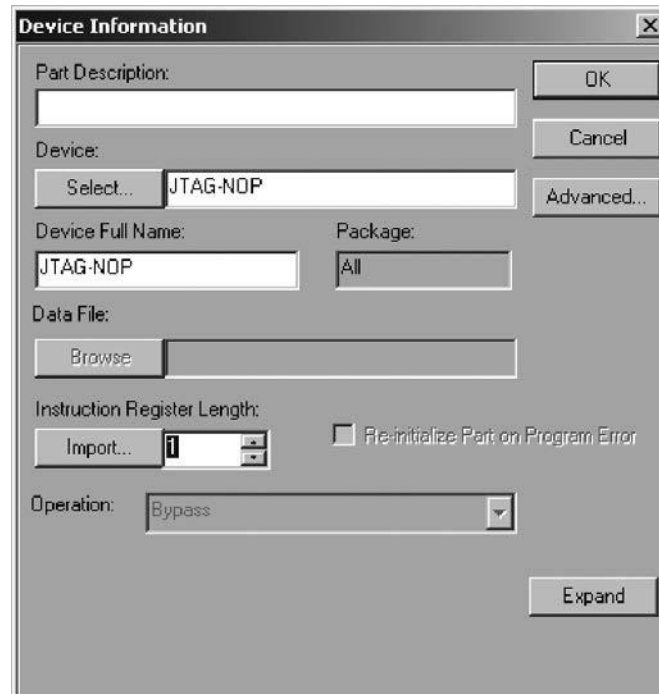 Device Information
Part Description:
OK
Device:
Cancel
Select... JTAG-NOP
Advanced...
Device Full Name: Package:
JTAG-NOP All
Data File:
Browse
Instruction Register Length:
Import... 1 Re-initialize Part on Program Error
Operation: Bypass
Expand